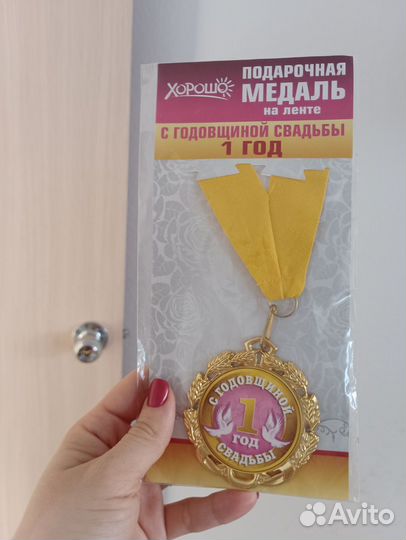 ХОРОШО
ПОДАРОЧНАЯ
МЕДАЛЬ
на ленте
С ГОДОВЩИНОЙ СВАДЬБЫ
1 ГОД
С ГОДОВЩИНОЙ
1
ГОД
СВАДЬБЫ
Avito